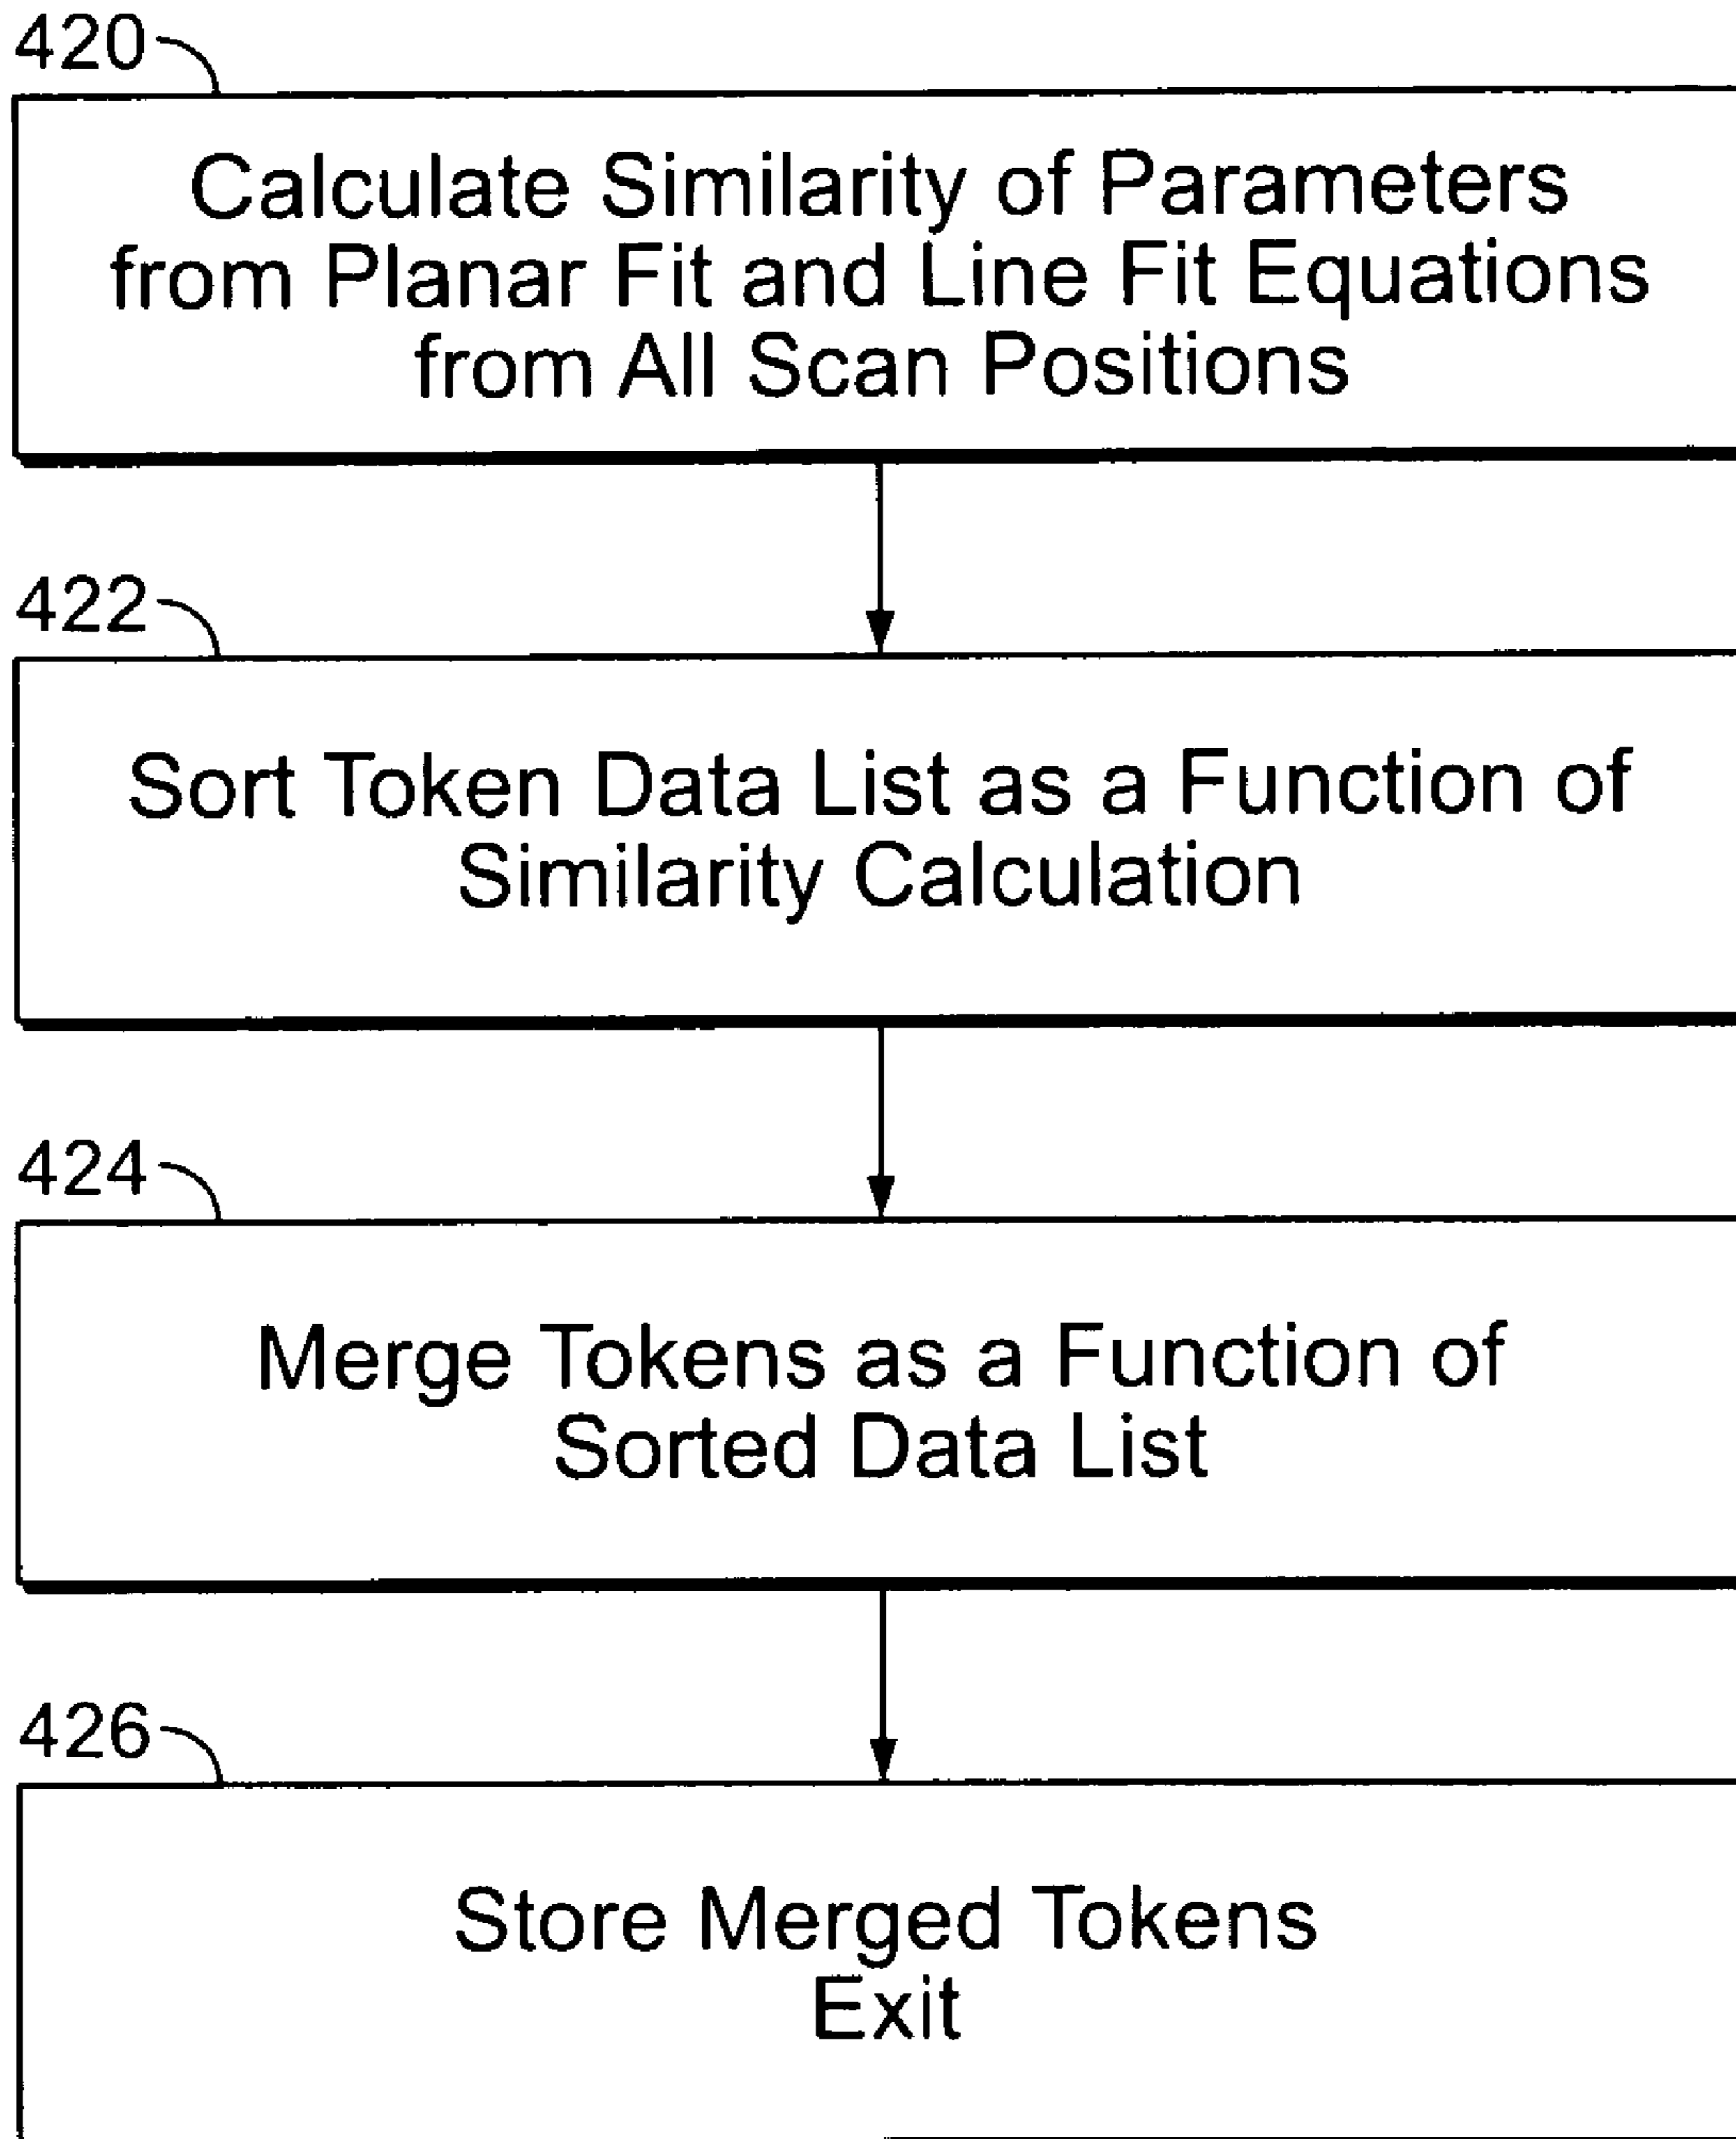 420
Calculate Similarity of Parameters
from Planar Fit and Line Fit Equations
from All Scan Positions
422
Sort Token Data List as a Function of
Similarity Calculation
424
Merge Tokens as a Function of
Sorted Data List
426
Store Merged Tokens
Exit